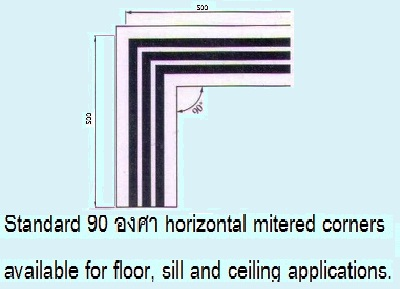 500
500
90°
Standard 90 องศา horizontal mitered corners
available for floor, sill and ceiling applications.